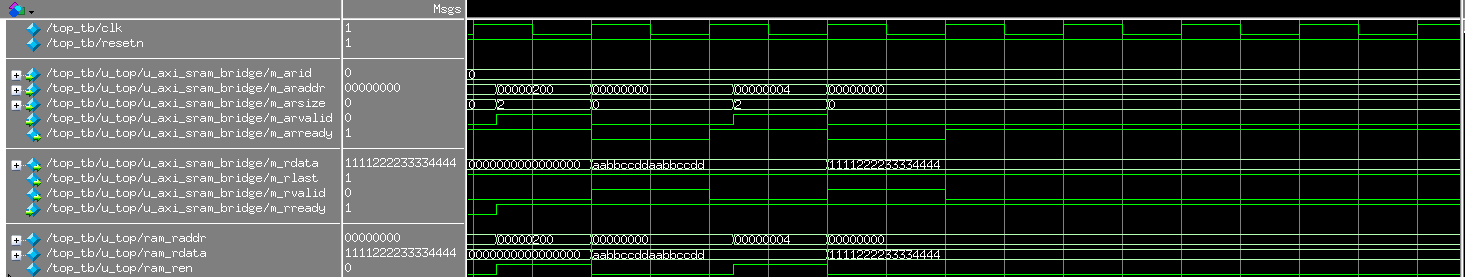 Msgs
/top_tb/clk 1
/top_tb/resetn 1
/top_tb/u_top/u_axi_sram_bridge/m_arid 0 0
/top_tb/u_top/u_axi_sram_bridge/m_araddr 00000000 00000200 00000000 00000004 00000000
/top_tb/u_top/u_axi_sram_bridge/m_arsize 0 0 2 0 2 0
/top_tb/u_top/u_axi_sram_bridge/m_arvalid 0
/top_tb/u_top/u_axi_sram_bridge/m_arready 1
/top_tb/u_top/u_axi_sram_bridge/m_rdata 1111222233334444 0000000000000000 aabbccddaabbccdd 1111222233334444
/top_tb/u_top/u_axi_sram_bridge/m_rlast 1
/top_tb/u_top/u_axi_sram_bridge/m_rvalid 0
/top_tb/u_top/u_axi_sram_bridge/m_rready 1
/top_tb/u_top/ram_raddr 00000000 00000200 00000000 00000004 00000000
/top_tb/u_top/ram_rdata 1111222233334444 0000000000000000 aabbccddaabbccdd 1111222233334444
/top_tb/u_top/ram_ren 0